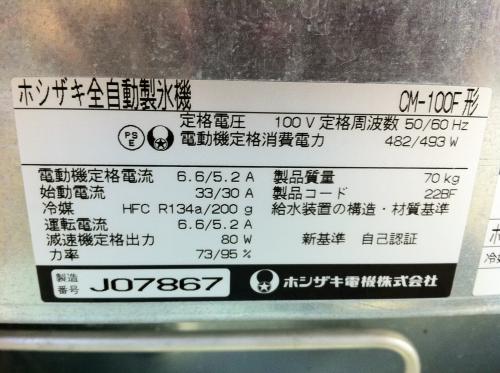 ホシザキ全自動製氷機 CM-100F形
定格電圧 100 V 定格周波数 50/60 Hz
PS
E
電動機定格消費電力 482/493 W
電動機定格電流 6.6/5.2 A 製品質量 70 kg
始動電流 33/30 A 製品コード 22BF
冷媒 HFC R134a/200 g 給水装置の構造・材質基準
運転電流 6.6/5.2 A
減速機定格出力 80 W 新基準 自己認証
力率 73/95 %
製造
番号 J07867 ホシザキ電機株式会社
ホ
冷媒